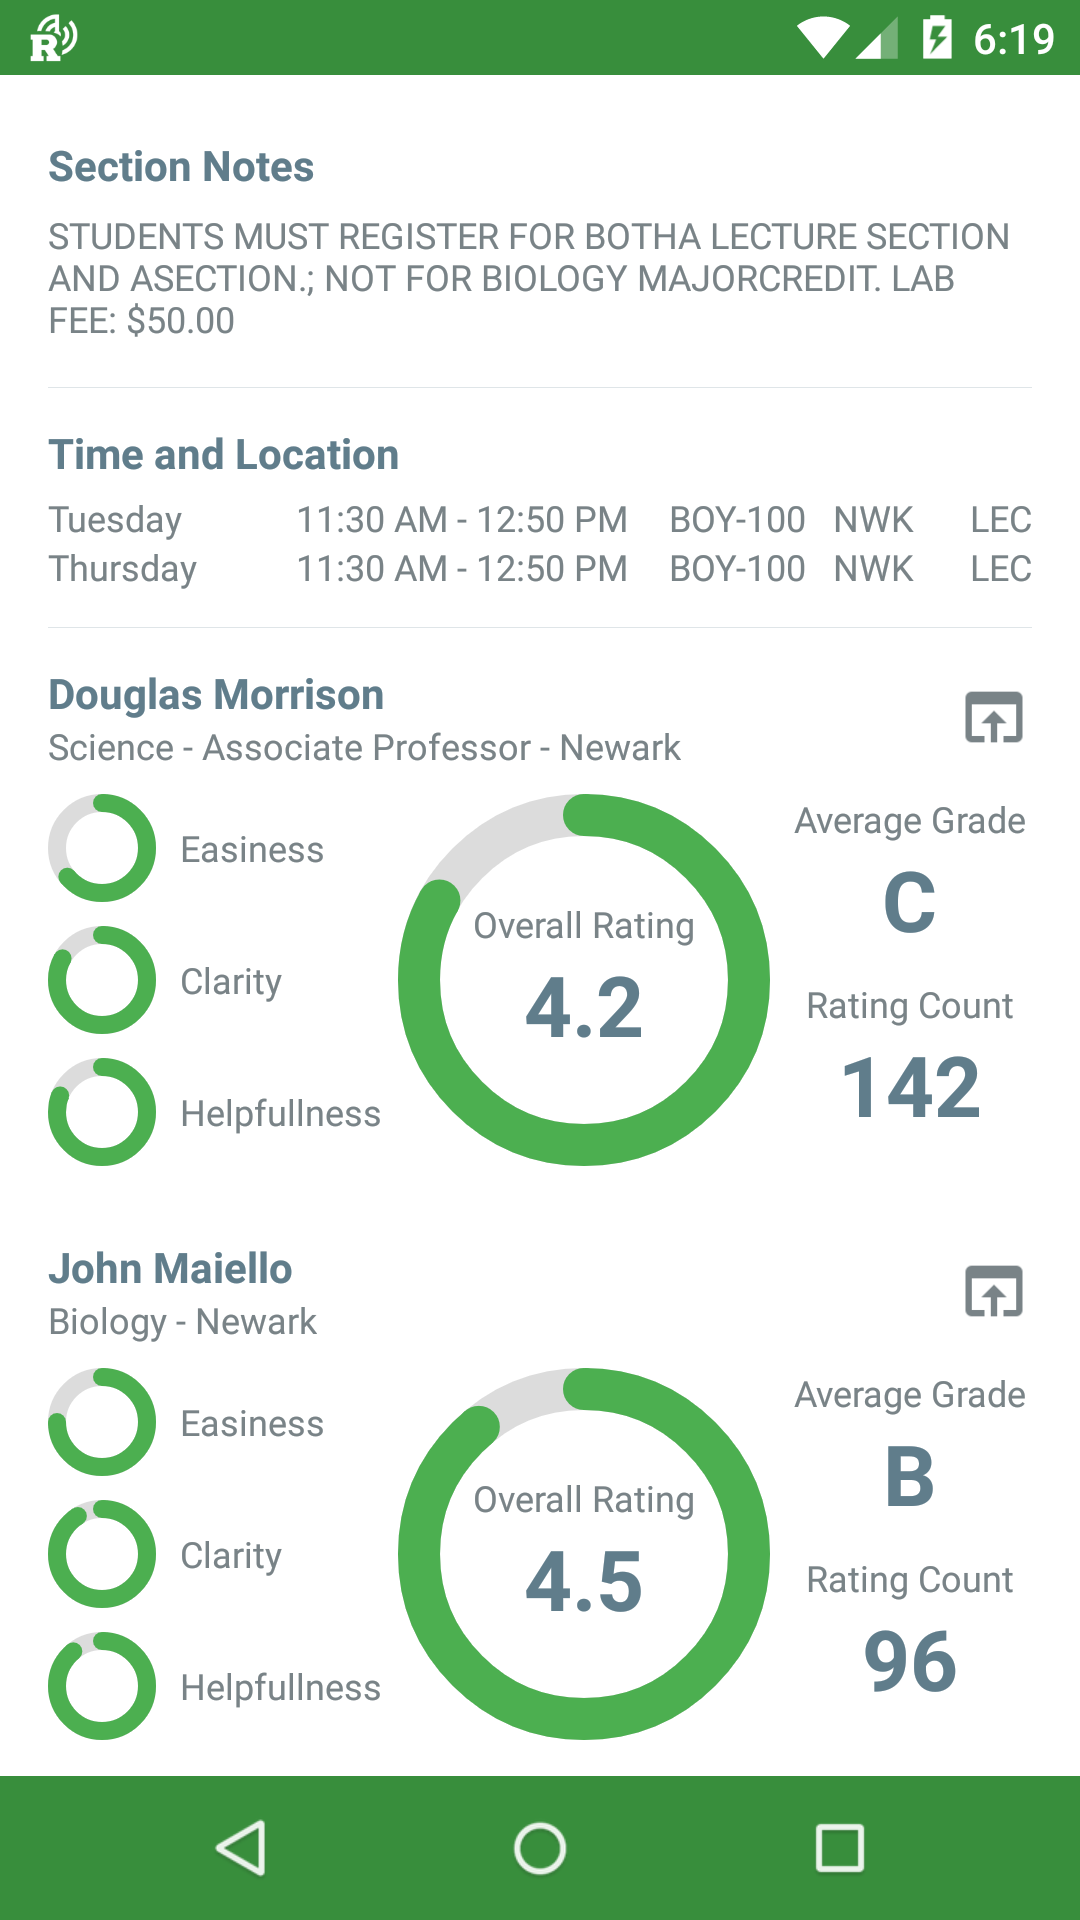 R
6:19
Section Notes
STUDENTS MUST REGISTER FOR BOTHA LECTURE SECTION
AND ASECTION.; NOT FOR BIOLOGY MAJORCREDIT. LAB
FEE: $50.00
Time and Location
Tuesday 11:30 AM - 12:50 PM BOY-100 NWK LEC
Thursday 11:30 AM - 12:50 PM BOY-100 NWK LEC
Douglas Morrison
Science - Associate Professor - Newark
Easiness
Clarity
Helpfullness
Overall Rating
4.2
Average Grade
C
Rating Count
142
John Maiello
Biology - Newark
Easiness
Clarity
Helpfullness
Overall Rating
4.5
Average Grade
B
Rating Count
96